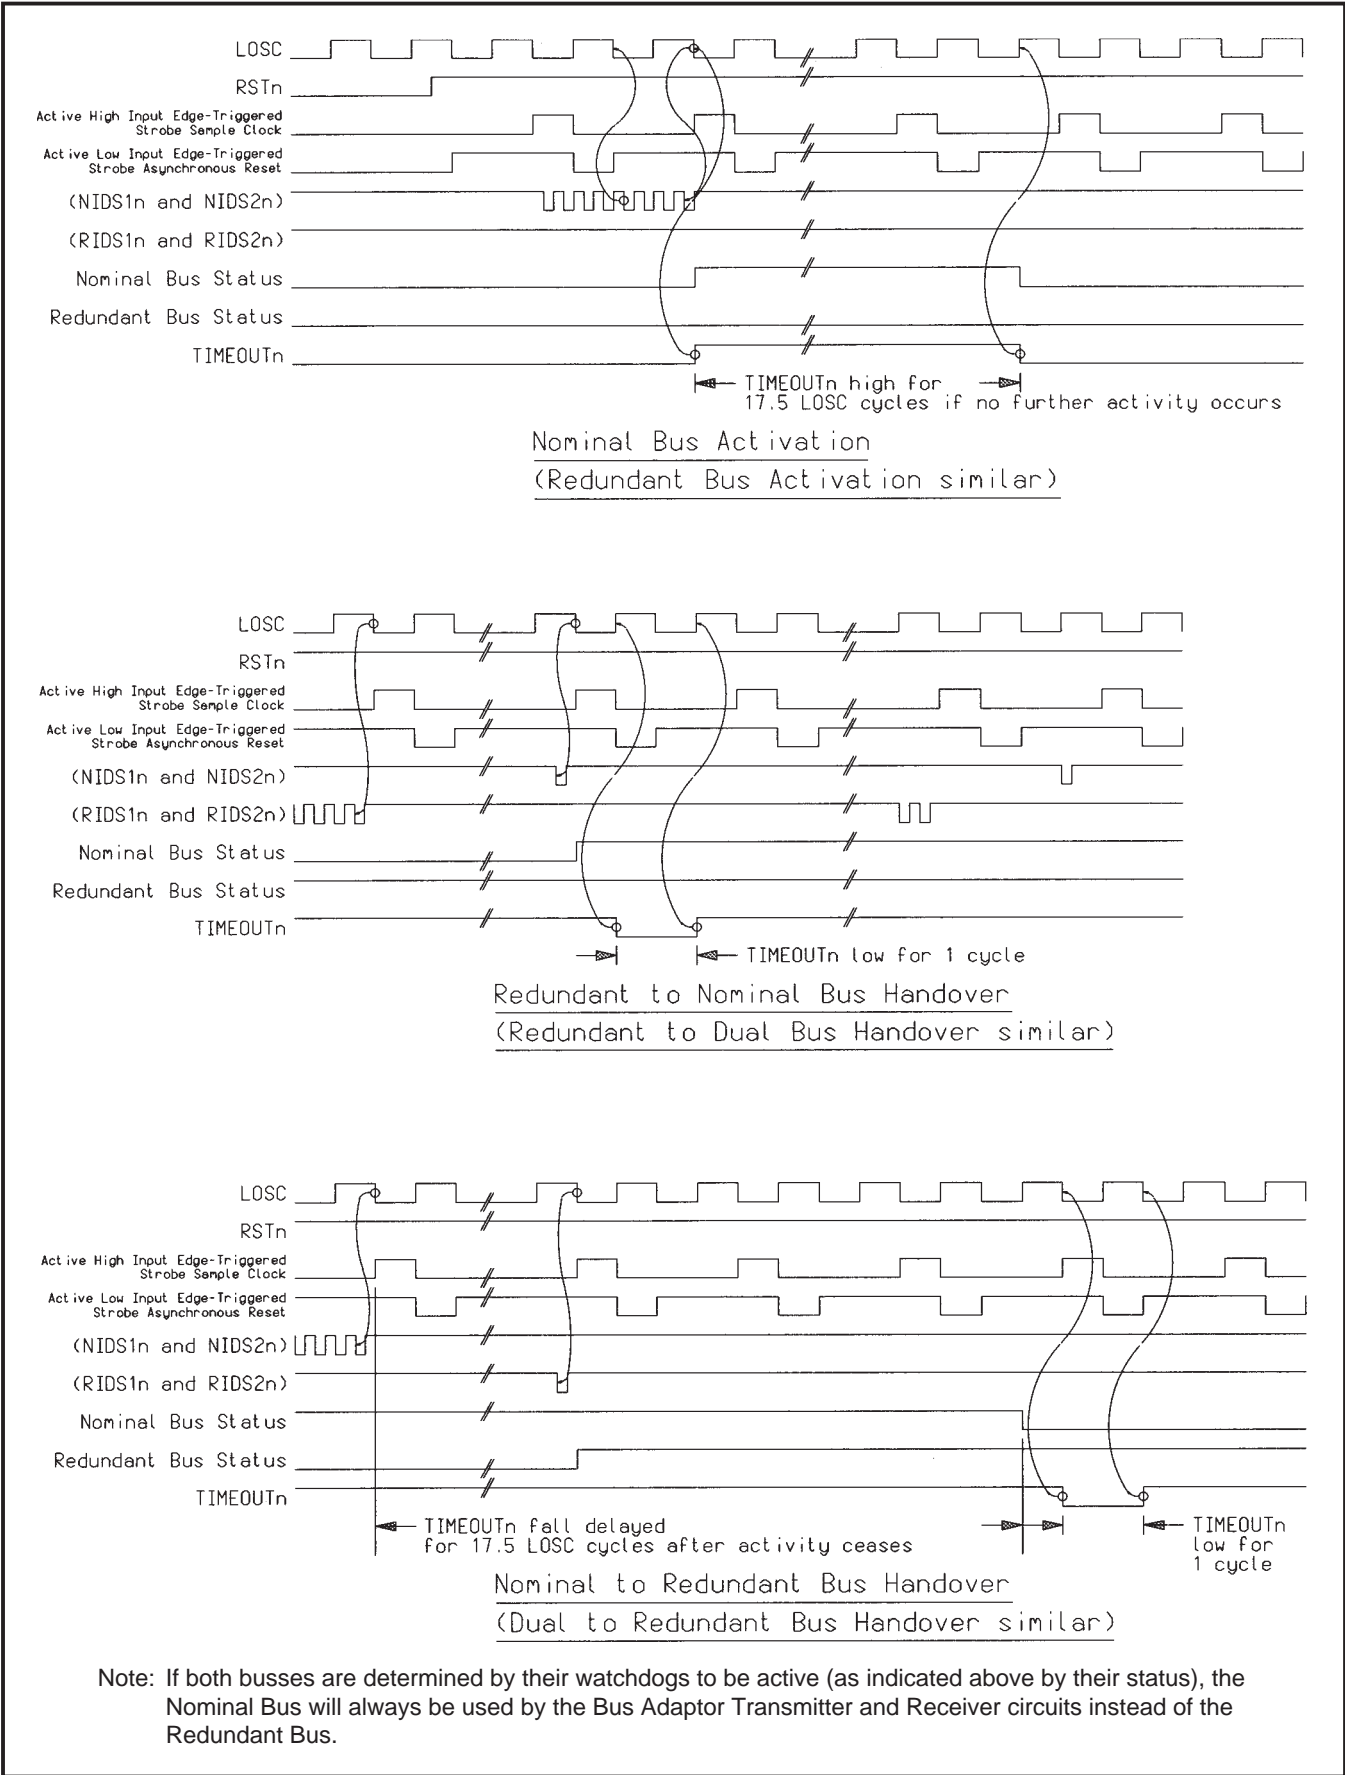 LOSC
RSTn
Active High Input Edge-Triggered
Strobe Sample Clock
Active Low Input Edge-Triggered
Strobe Asynchronous Reset
(NIDS1n and NIDS2n)
(RIDS1n and RIDS2n)
Nominal Bus Status
Redundant Bus Status
TIMEOUTn
TIMEOUTn high for
17.5 LOSC cycles if no further activity occurs
Nominal Bus Activation
(Redundant Bus Activation similar)
LOSC
RSTn
Active High Input Edge-Triggered
Strobe Sample Clock
Active Low Input Edge-Triggered
Strobe Asynchronous Reset
(NIDS1n and NIDS2n)
(RIDS1n and RIDS2n)
Nominal Bus Status
Redundant Bus Status
TIMEOUTn
TIMEOUTn low for 1 cycle
Redundant to Nominal Bus Handover
(Redundant to Dual Bus Handover similar)
LOSC
RSTn
Active High Input Edge-Triggered
Strobe Sample Clock
Active Low Input Edge-Triggered
Strobe Asynchronous Reset
(NIDS1n and NIDS2n)
(RIDS1n and RIDS2n)
Nominal Bus Status
Redundant Bus Status
TIMEOUTn
TIMEOUTn fall delayed
for 17.5 LOSC cycles after activity ceases
TIMEOUTn
low for
1 cycle
Nominal to Redundant Bus Handover
(Dual to Redundant Bus Handover similar)
Note: If both busses are determined by their watchdogs to be active (as indicated above by their status), the
Nominal Bus will always be used by the Bus Adaptor Transmitter and Receiver circuits instead of the
Redundant Bus.